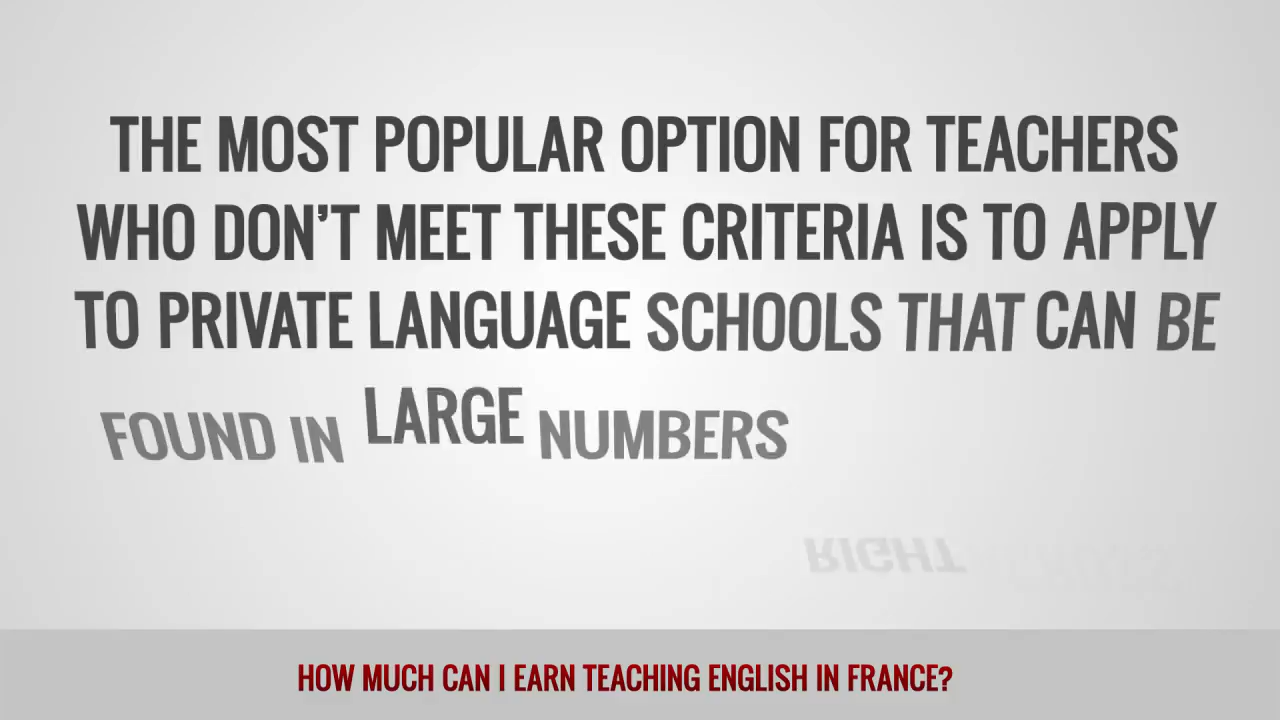 THE MOST POPULAR OPTION FOR TEACHERS
WHO DON'T MEET THESE CRITERIA IS TO APPLY
TO PRIVATE LANGUAGE SCHOOLS THAT CAN BE
FOUND IN LARGE NUMBERS
RIGHT
HOW MUCH CAN I EARN TEACHING ENGLISH IN FRANCE?